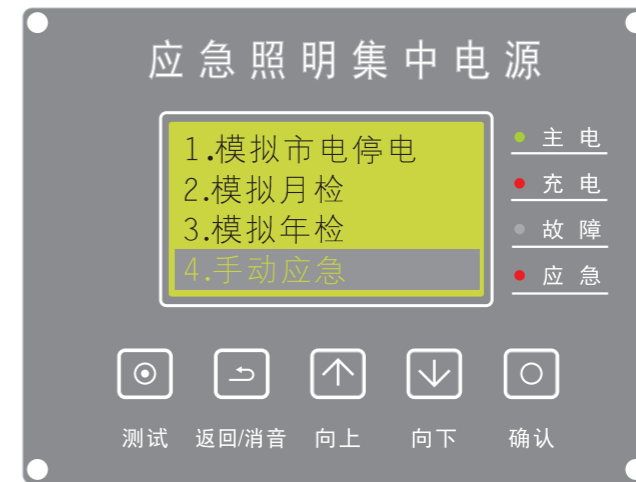 应急照明集中电源
1.模拟市电停电
2.模拟月检
3.模拟年检
4.手动应急
主电
充电
故障
应急
测试 返回/消音 向上 向下 确认